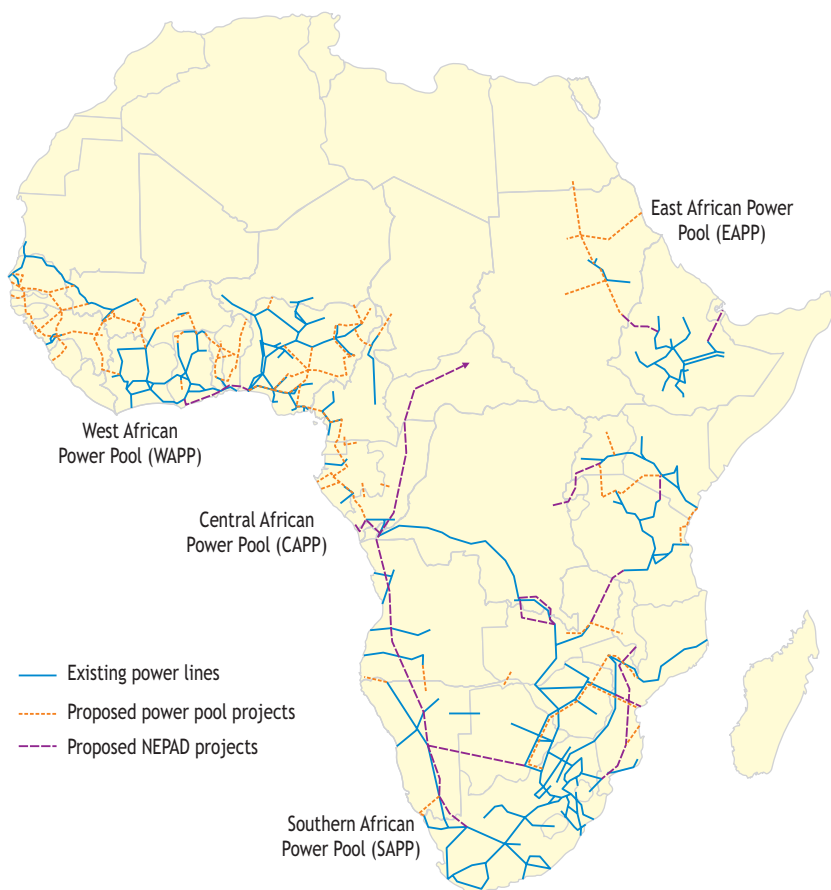 East African Power
Pool (EAPP)
West African
Power Pool (WAPP)
Central African
Power Pool (CAPP)
Existing power lines
Proposed power pool projects
Proposed NEPAD projects
Southern African
Power Pool (SAPP)